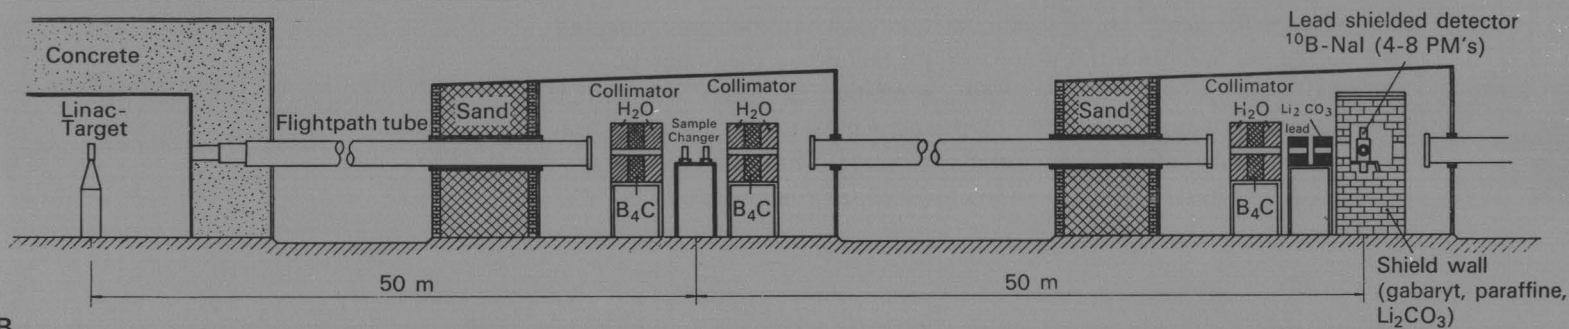 Lead shielded detector
¹⁰B-NaI (4-8 PM's)
Concrete
Linac-
Target
Flightpath tube
Sand
Collimator
H₂O
Sample
Changer
Collimator
H₂O
B₄C
B₄C
Sand
Collimator
H₂O
Li₂ CO₃
lead
B₄C
50 m
50 m
Shield wall
(gabaryt, paraffine,
Li₂CO₃)